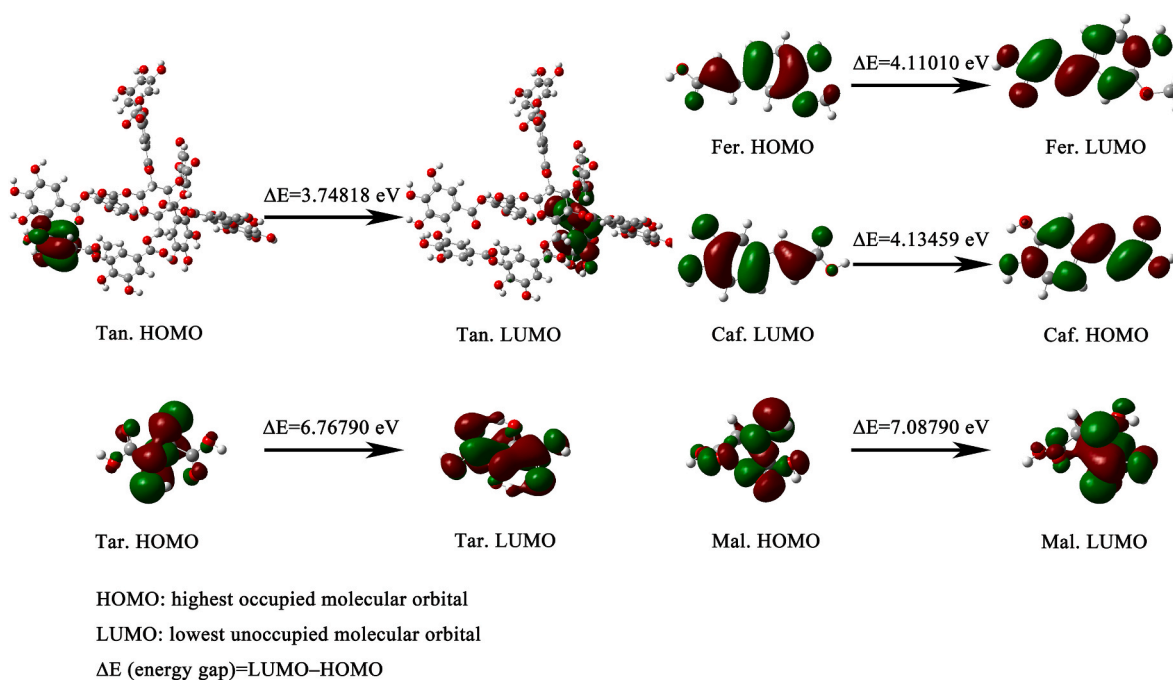 ΔE=4.11010 eV
Fer. HOMO
Fer. LUMO
ΔE=3.74818 eV
ΔE=4.13459 eV
Tan. HOMO
Tan. LUMO
Caf. LUMO
Caf. HOMO
ΔE=6.76790 eV
ΔE=7.08790 eV
Tar. HOMO
Tar. LUMO
Mal. HOMO
Mal. LUMO
HOMO: highest occupied molecular orbital
LUMO: lowest unoccupied molecular orbital
ΔE (energy gap)=LUMO–HOMO